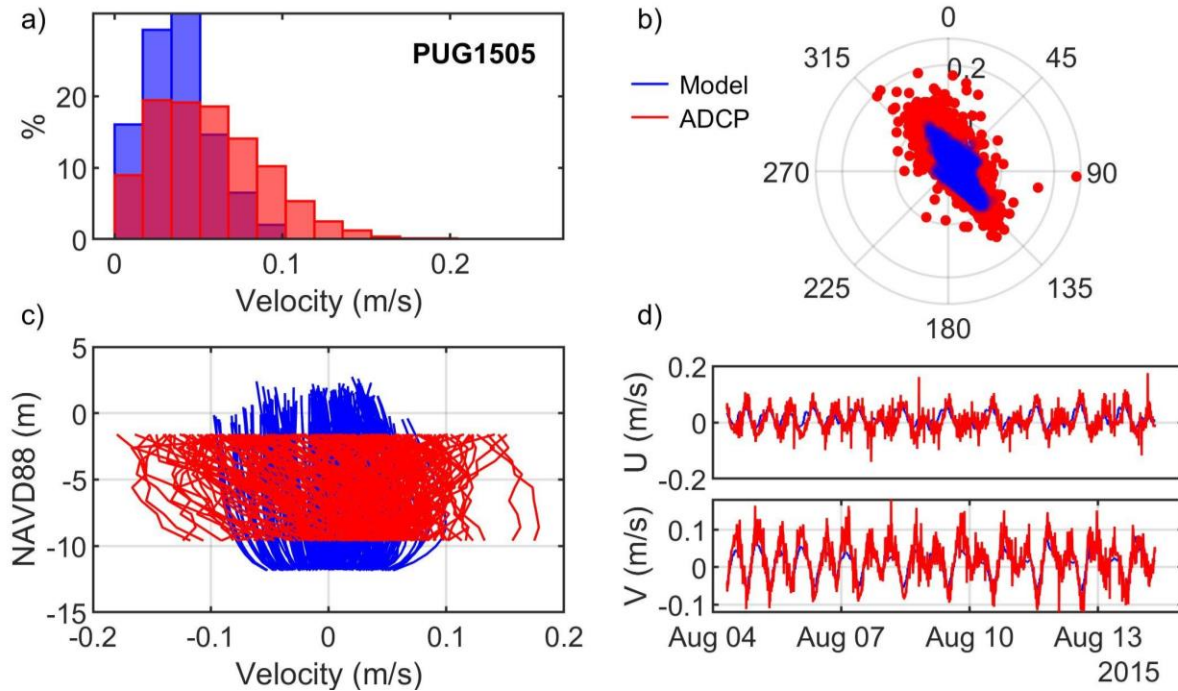 a)
PUG1505
20
10
0
%
0
0.1
0.2
Velocity (m/s)
b)
0
45
90
135
180
225
270
315
0.2
Model
ADCP
c)
5
0
-5
-10
-15
NAVD88 (m)
-0.2
-0.1
0
0.1
0.2
Velocity (m/s)
d)
0.2
0
-0.2
U (m/s)
0.1
0
-0.1
V (m/s)
Aug 04
Aug 07
Aug 10
Aug 13
2015